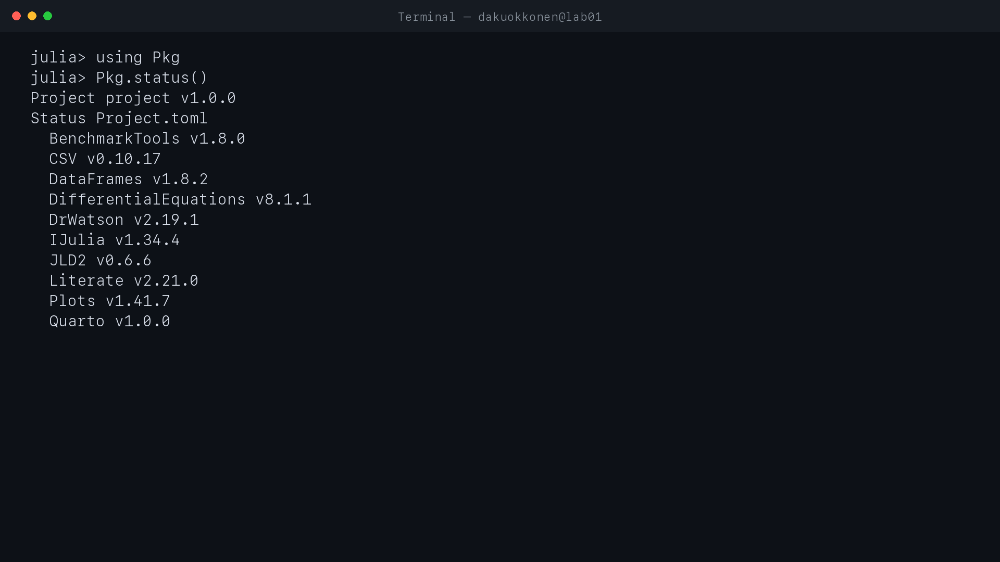 Terminal — dakuokkonen@lab01
julia> using Pkg
julia> Pkg.status()
Project project v1.0.0
Status Project.toml
  BenchmarkTools v1.8.0
  CSV v0.10.17
  DataFrames v1.8.2
  DifferentialEquations v8.1.1
  DrWatson v2.19.1
  IJulia v1.34.4
  JLD2 v0.6.6
  Literate v2.21.0
  Plots v1.41.7
  Quarto v1.0.0